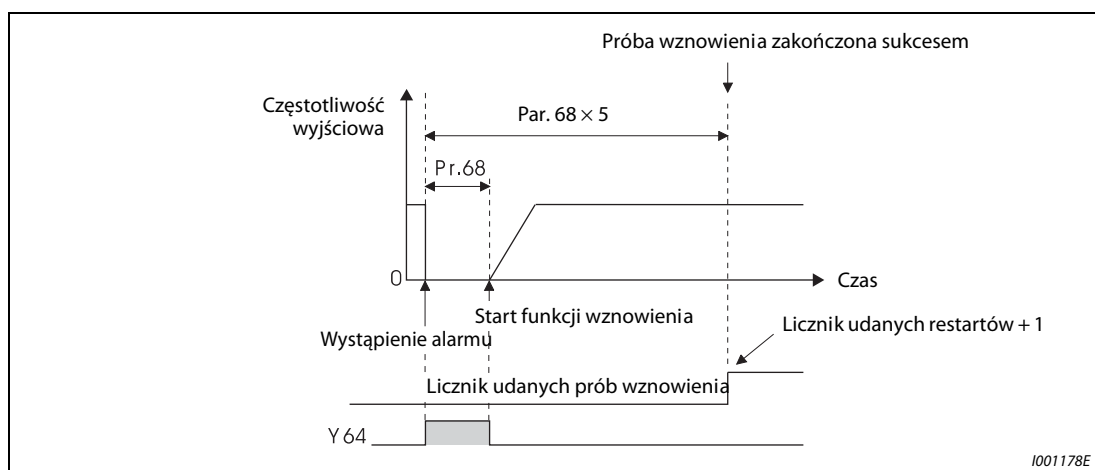 Próba wznowienia zakończona sukcesem
Częstotliwość
wyjściowa
Par. 68 × 5
Pr.68
0
Czas
Start funkcji wznowienia
Licznik udanych restartów + 1
Wystąpienie alarmu
Licznik udanych prób wznowienia
Y 64
I001178E